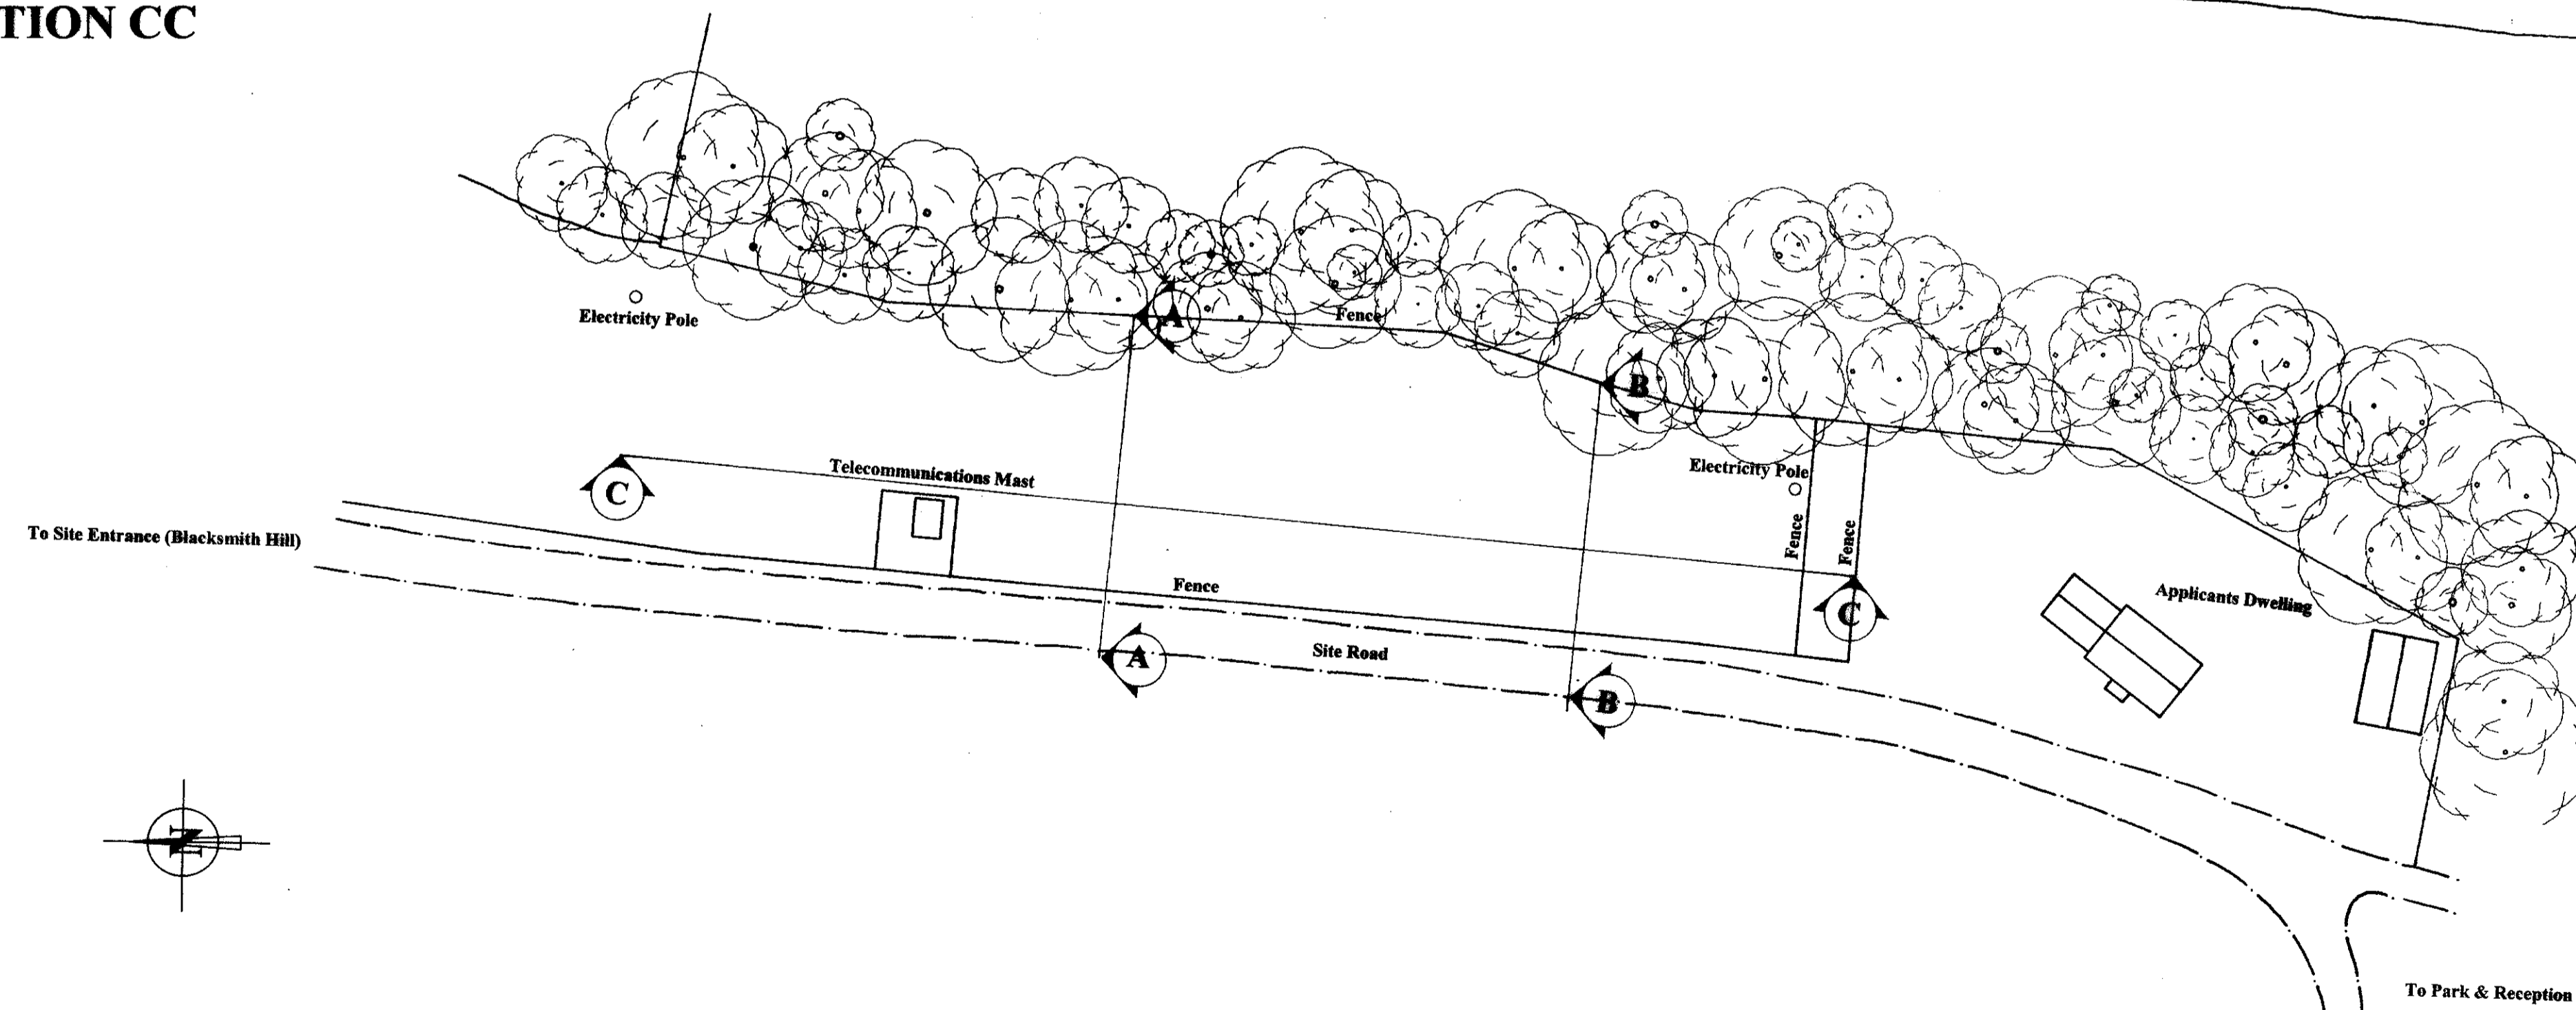 TION CC
Electricity Pole
A
Fence
B
Electricity Pole
Telecommunications Mast
C
Fence
Fence
To Site Entrance (Blacksmith Hill)
Fence
C
Applicants Dwelling
A
Site Road
B
N
To Park & Reception